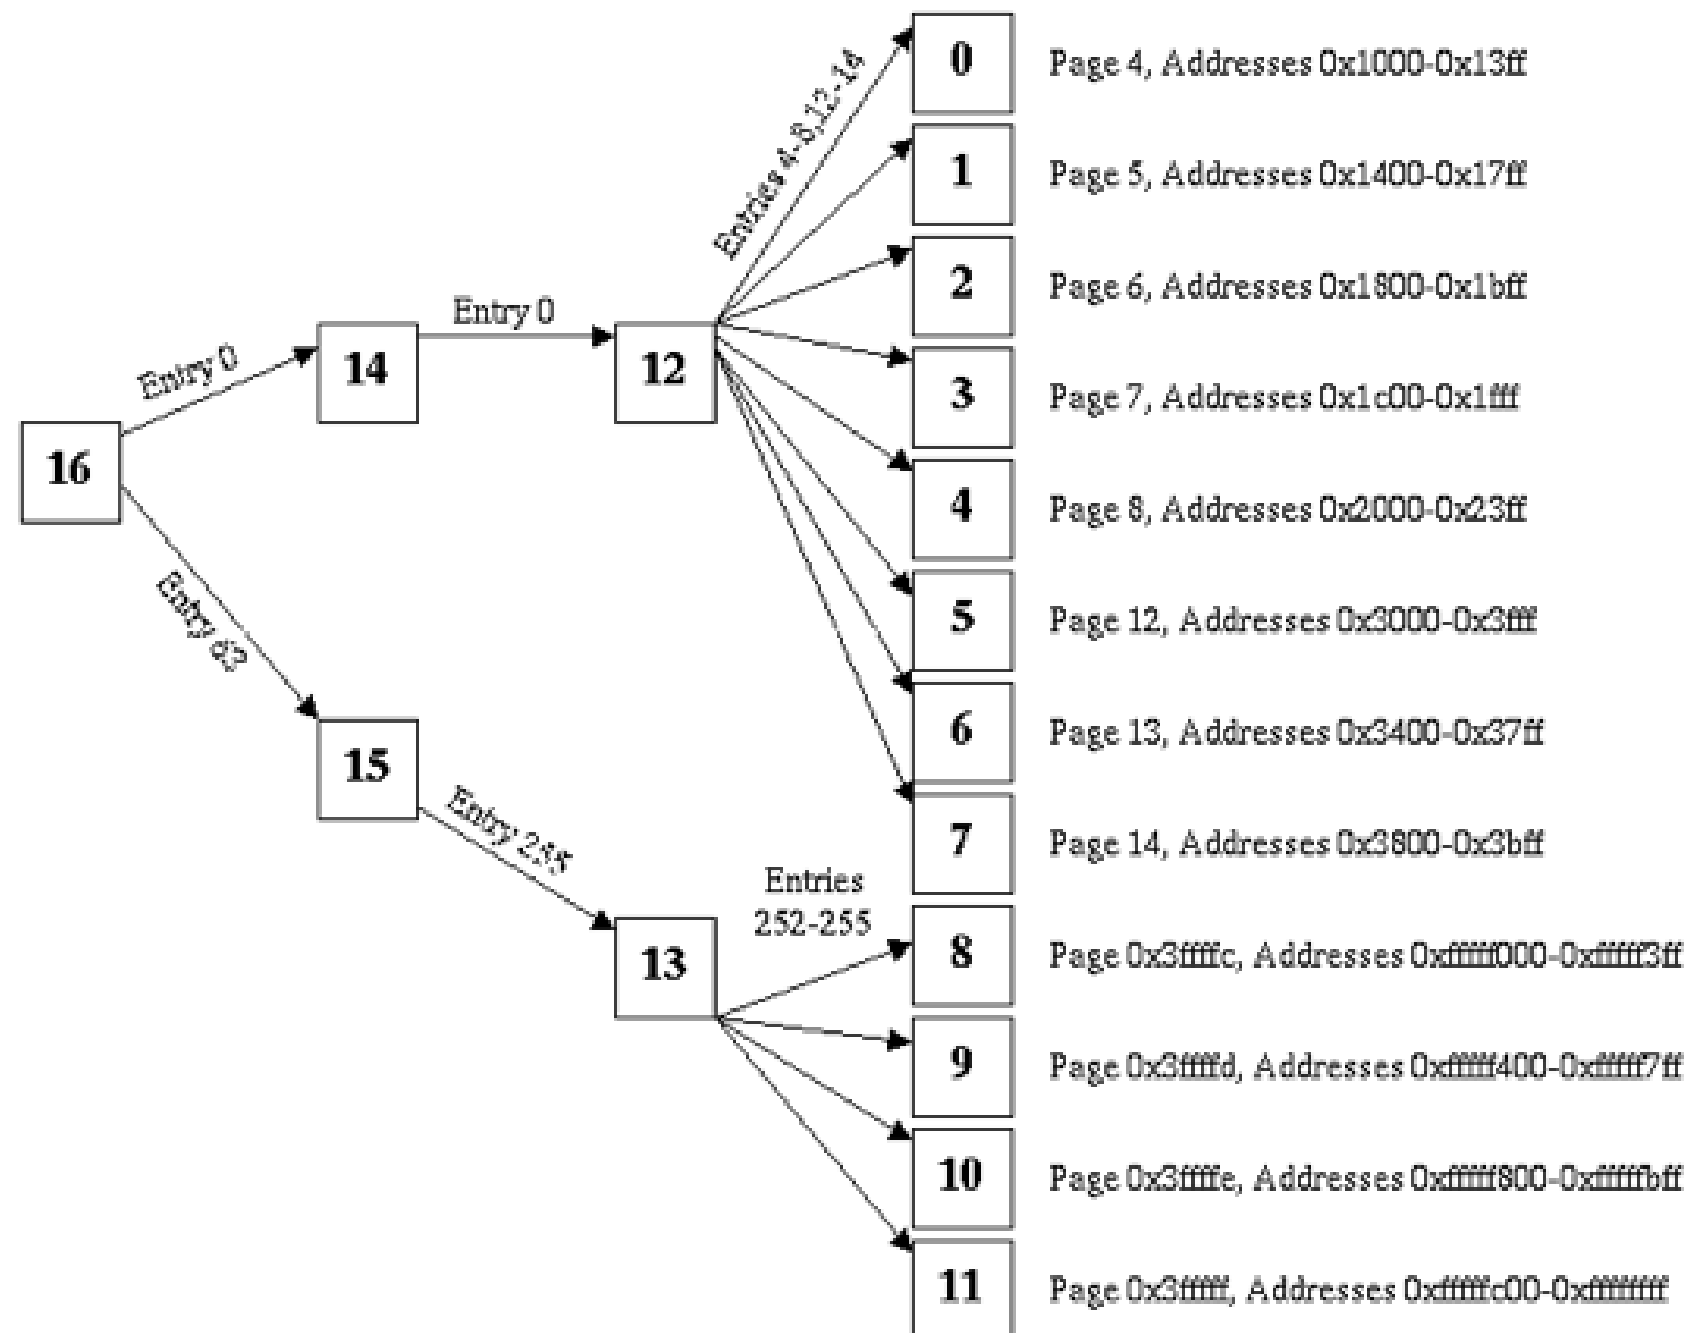 0 Page 4, Addresses 0x1000-0x13ff
1 Page 5, Addresses 0x1400-0x17ff
2 Page 6, Addresses 0x1800-0x1bff
3 Page 7, Addresses 0x1c00-0x1fff
4 Page 8, Addresses 0x2000-0x23ff
5 Page 12, Addresses 0x3000-0x3fff
6 Page 13, Addresses 0x3400-0x37ff
7 Page 14, Addresses 0x3800-0x3bff
8 Page 0x3ffffc, Addresses 0xfffff000-0xfffff3ff
9 Page 0x3ffffd, Addresses 0xfffff400-0xfffff7ff
10 Page 0x3ffffe, Addresses 0xfffff800-0xfffffbff
11 Page 0x3fffff, Addresses 0xfffffc00-0xffffffff
Entries 4-8,12-14
Entry 0
14
Entry 0
12
16
Entry 63
15
Entry 255
13
Entries
252-255